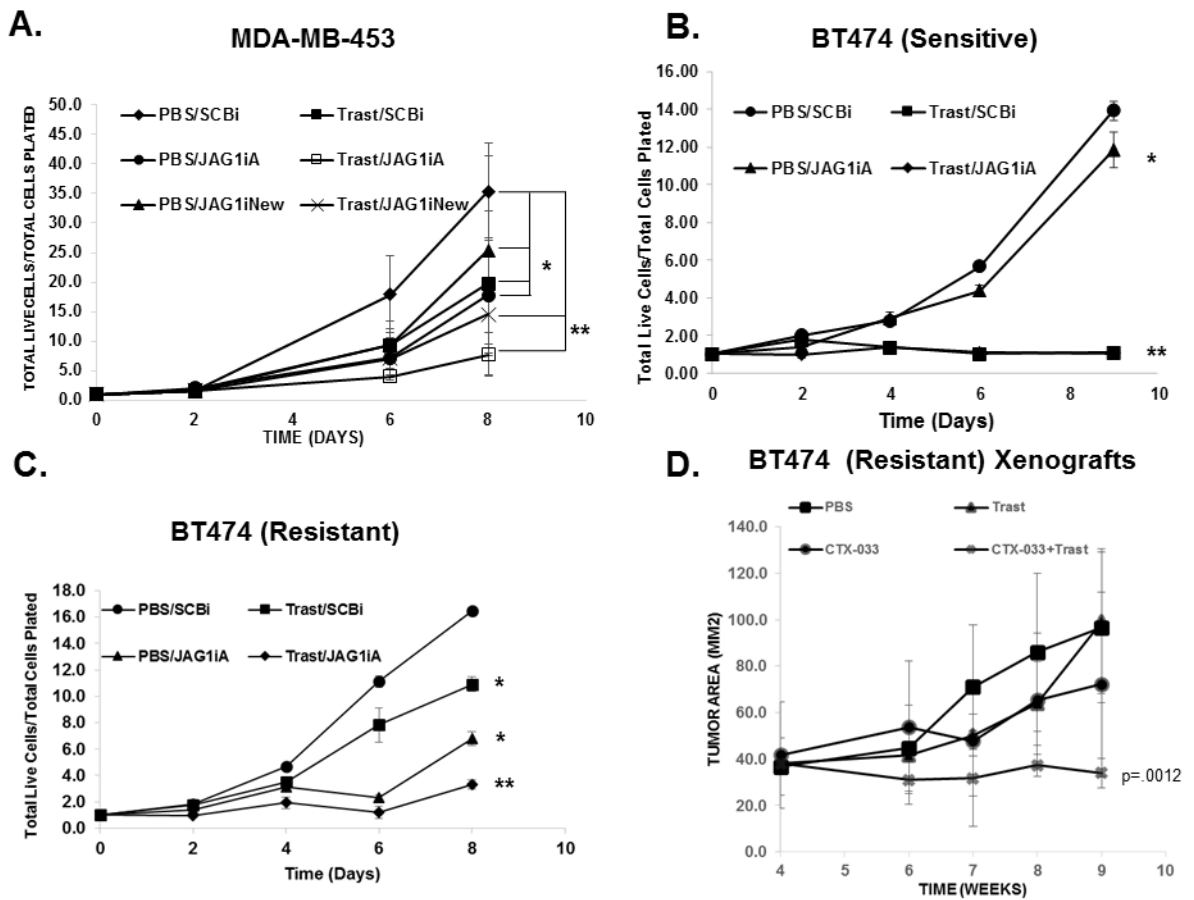 A.
MDA-MB-453
50.0
45.0
40.0
35.0
30.0
25.0
20.0
15.0
10.0
5.0
0.0
TOTAL LIVE CELLS/TOTAL CELLS PLATED
PBS/SCBi
Trast/SCBi
PBS/JAG1iA
Trast/JAG1iA
PBS/JAG1iNew
Trast/JAG1iNew
*
**
0 2 4 6 8 10
TIME (DAYS)
B.
BT474 (Sensitive)
16.00
14.00
12.00
10.00
8.00
6.00
4.00
2.00
0.00
Total Live Cells/Total Cells Plated
PBS/SCBi
Trast/SCBi
PBS/JAG1iA
Trast/JAG1iA
*
**
0 2 4 6 8 10
Time (Days)
C.
BT474 (Resistant)
18.0
16.0
14.0
12.0
10.0
8.0
6.0
4.0
2.0
0.0
Total Live Cells/Total Cells Plated
PBS/SCBi
Trast/SCBi
PBS/JAG1iA
Trast/JAG1iA
*
*
**
0 2 4 6 8 10
Time (Days)
D.
BT474 (Resistant) Xenografts
PBS
Trast
CTX-033
CTX-033+Trast
140.0
120.0
100.0
80.0
60.0
40.0
20.0
0.0
TUMOR AREA (MM2)
p=.0012
4 5 6 7 8 9 10
TIME (WEEKS)